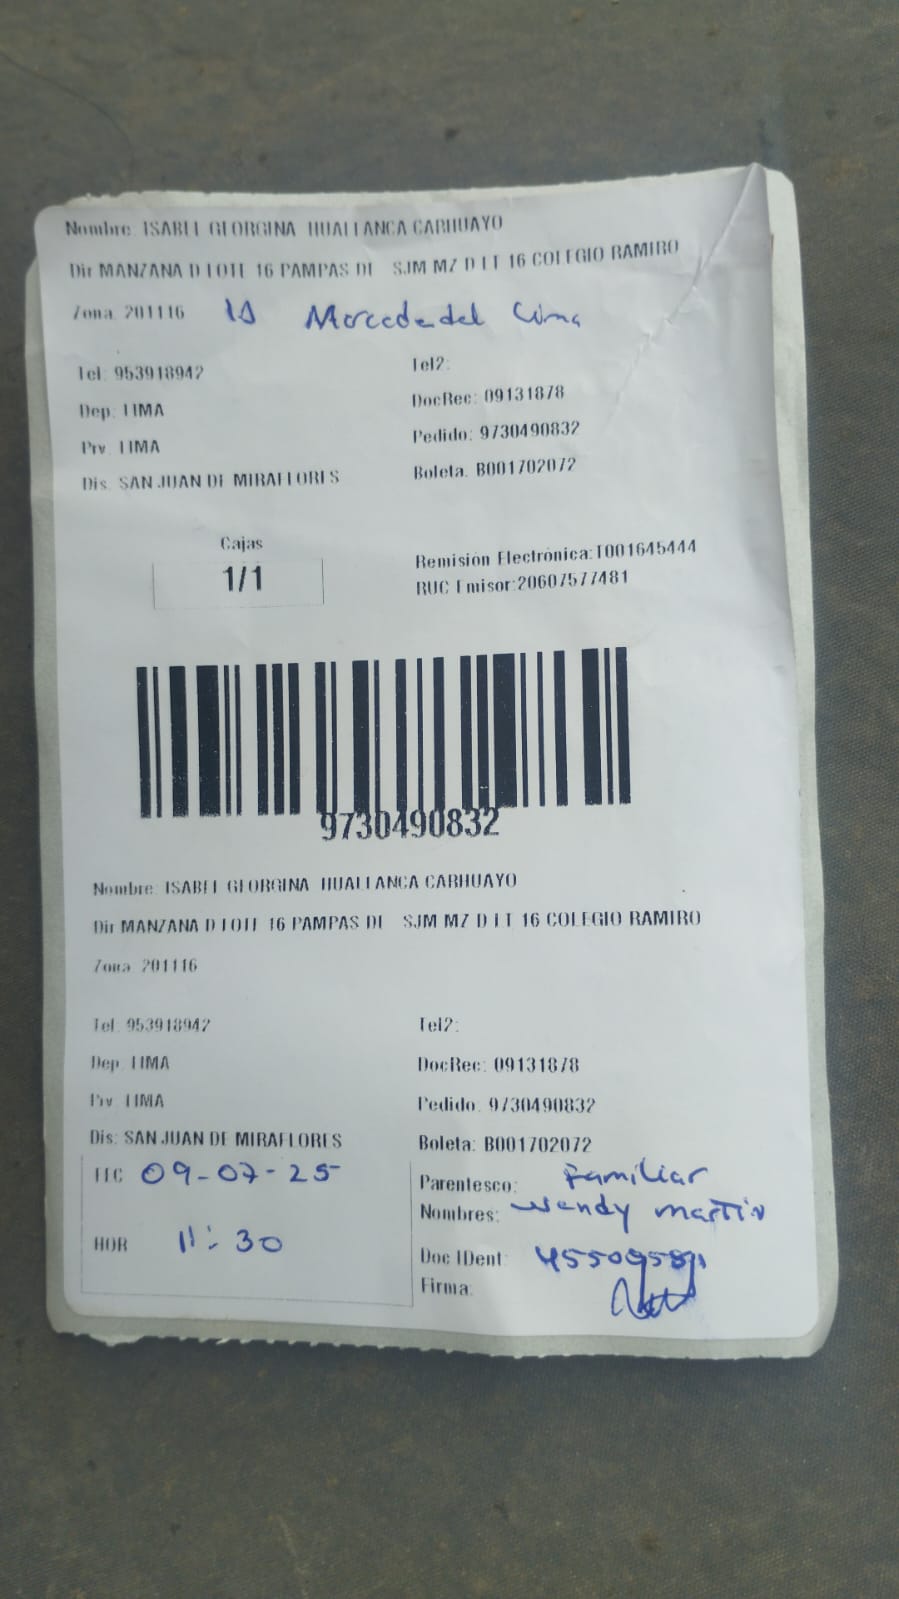 Nombre: ISABEL GEORGINA HUALLANCA CARHUAYO
Dir MANZANA D LOTE 16 PAMPAS DE SJM MZ D LT 16 COLEGIO RAMIRO
Zona 201116
Tel: 953918942 Tel2:
Dep: LIMA DocRec: 09131878
Prv LIMA Pedido: 9730490832
Dis. SAN JUAN DE MIRAFLORES Boleta. B001702072
Cajas
1/1
Remisión Electrónica:T001645444
RUC Emisor:20607577481
9730490832
Nombre: ISABEL GEORGINA HUALLANCA CARHUAYO
Dir MANZANA D LOTE 16 PAMPAS DE SJM MZ D LT 16 COLEGIO RAMIRO
Zona 201116
Tel: 953918942 Tel2:
Dep LIMA DocRec: 09131878
Prv LIMA Pedido. 9730490832
Dis: SAN JUAN DE MIRAFLORES Boleta: B001702072
FEC 09-07-25
Parentesco: Familiar
Nombres: Wendy martin
HOR 11:30
Doc IDent:
Firma: